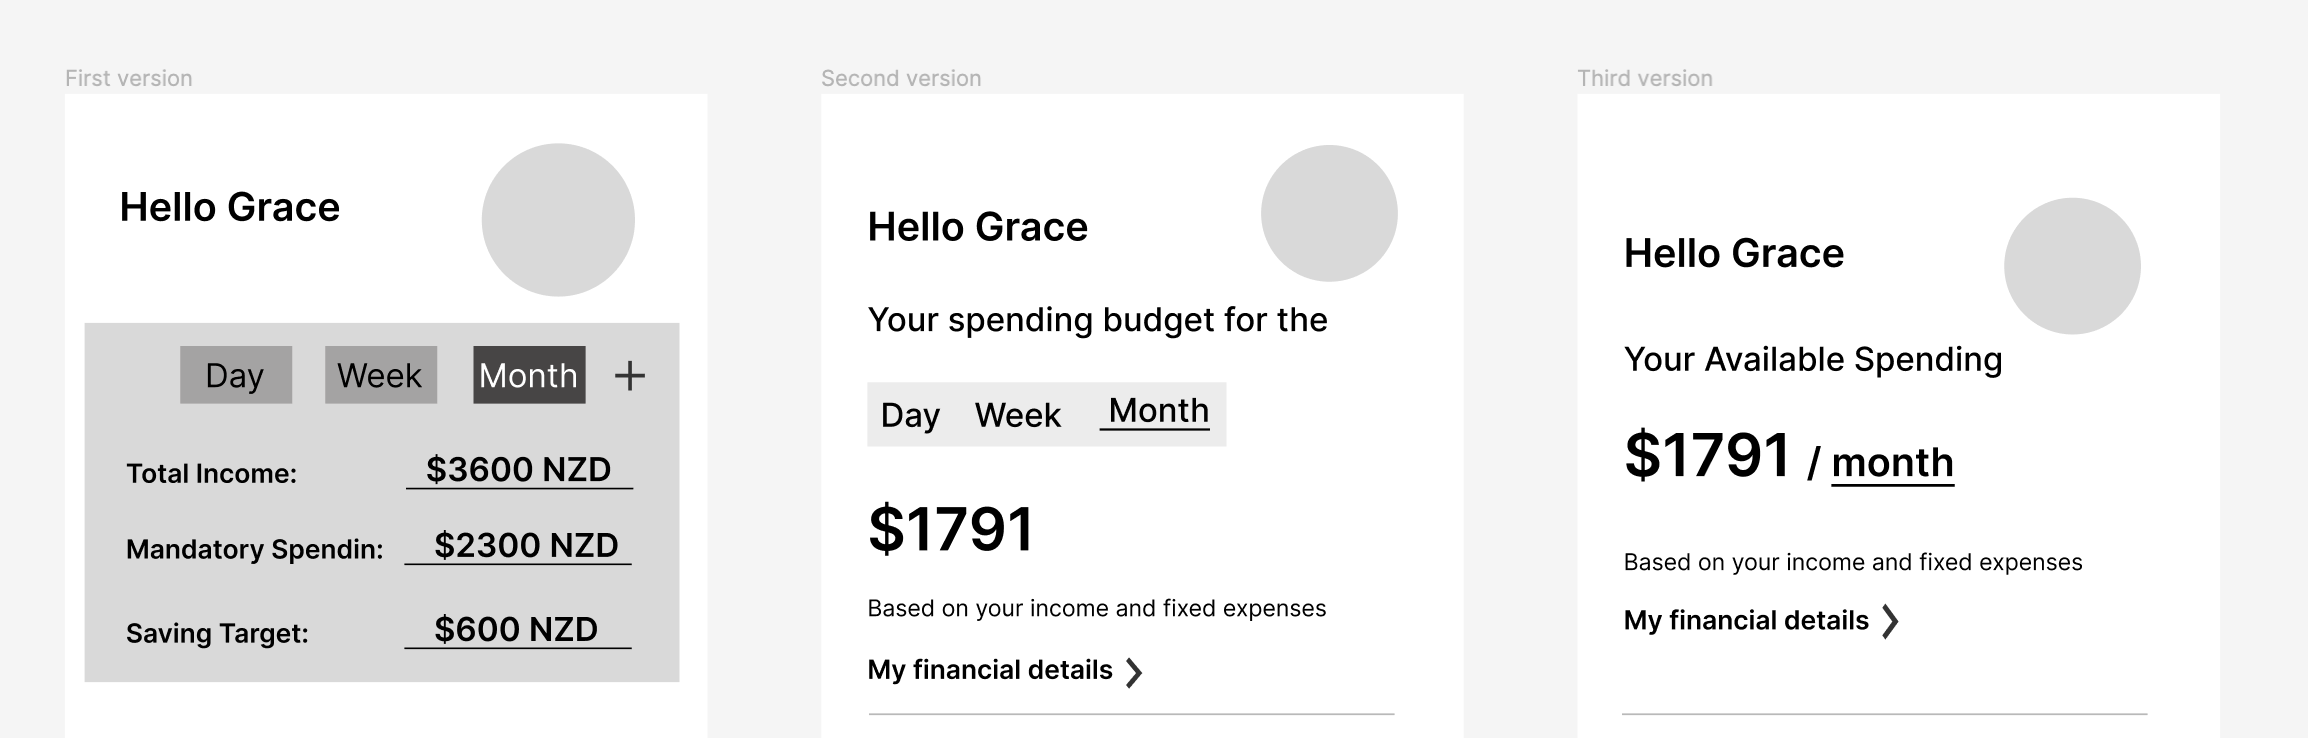 First version
Hello Grace
Day Week Month +
Total Income: $3600 NZD
Mandatory Spendin: $2300 NZD
Saving Target: $600 NZD
Second version
Hello Grace
Your spending budget for the
Day Week Month
$1791
Based on your income and fixed expenses
My financial details
Third version
Hello Grace
Your Available Spending
$1791 / month
Based on your income and fixed expenses
My financial details